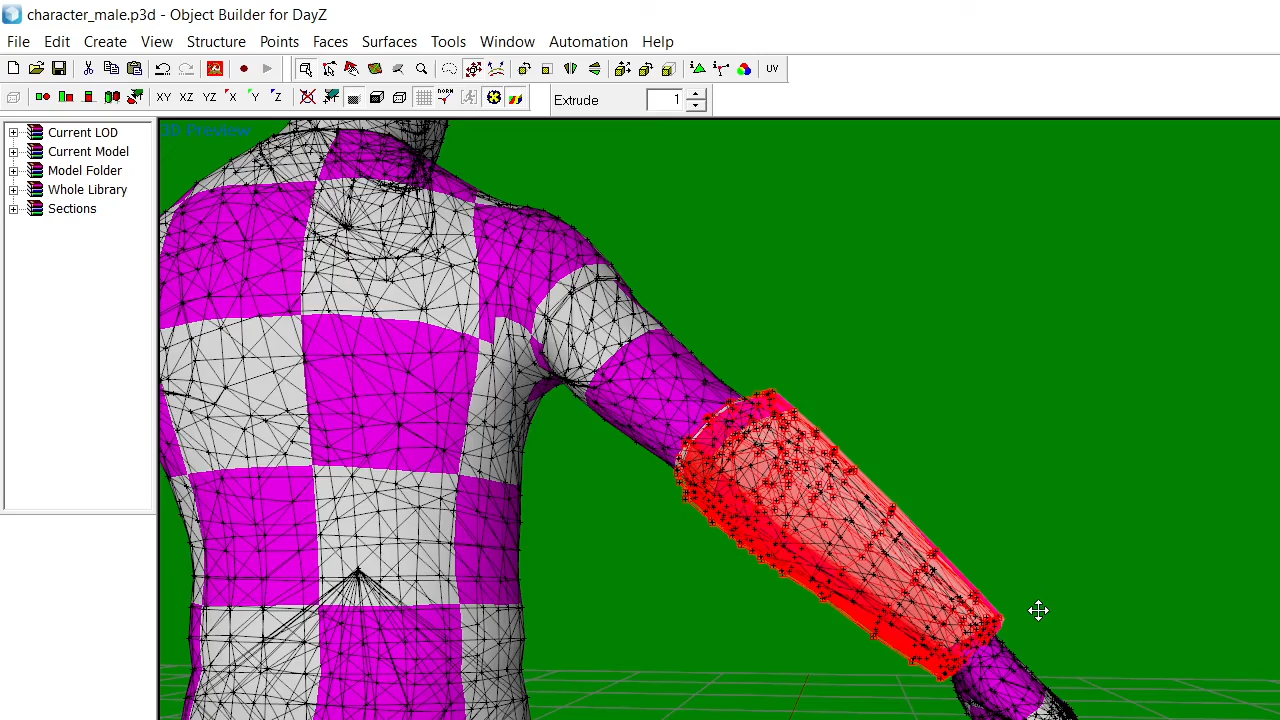 character_male.p3d - Object Builder for DayZ
File Edit Create View Structure Points Faces Surfaces Tools Window Automation Help
UV
XY XZ YZ X Y Z NORM Extrude 1
3D Preview
Current LOD
Current Model
Model Folder
Whole Library
Sections